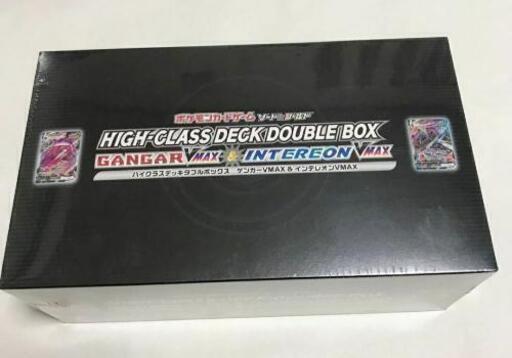 ポケモンカードゲーム ソード&シールド
HIGH-CLASS DECK DOUBLE BOX
GANGAR VMAX & INTEREON VMAX
ハイクラスデッキダブルボックス ゲンガーVMAX & インテレオンVMAX